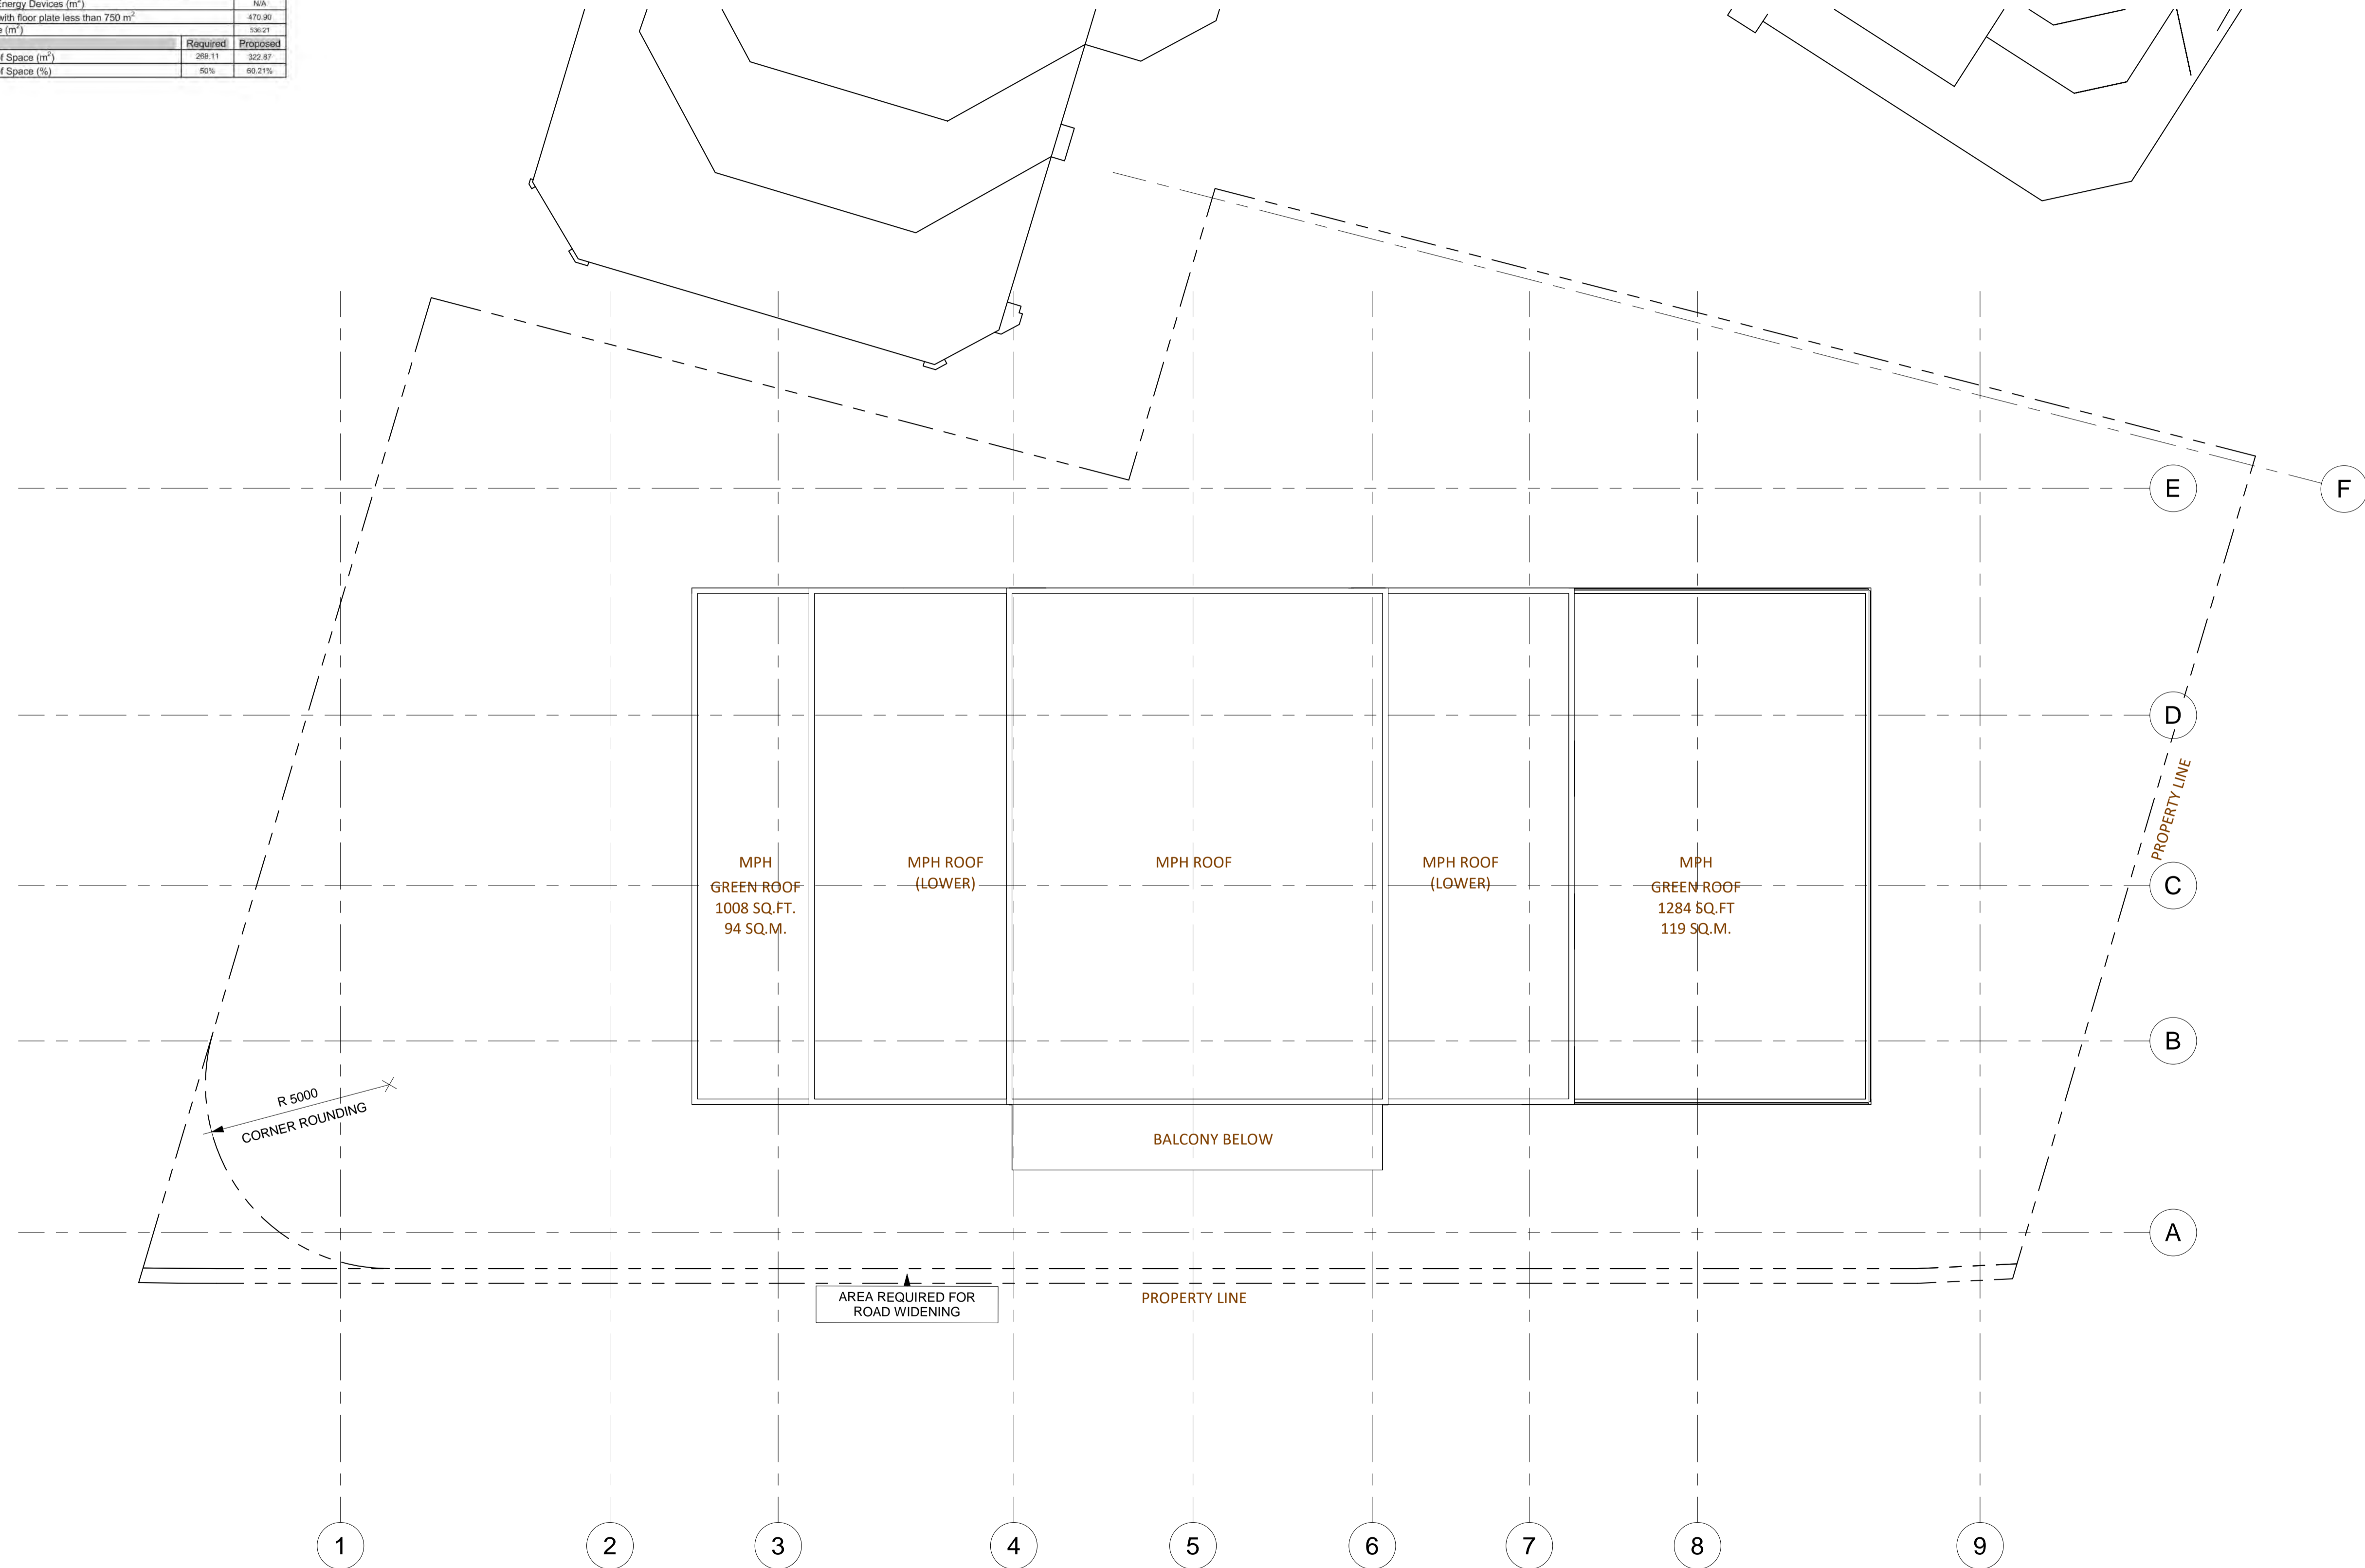 Energy Devices (m²) N/A
with floor plate less than 750 m² 470.90
e (m²) 536.21
Required Proposed
f Space (m²) 268.11 322.87
f Space (%) 50% 60.21%
E
F
D
PROPERTY LINE
MPH
GREEN ROOF
1008 SQ.FT.
94 SQ.M.
MPH ROOF
(LOWER)
MPH ROOF
MPH ROOF
(LOWER)
MPH
GREEN ROOF
1284 SQ.FT
119 SQ.M.
C
B
R 5000
CORNER ROUNDING
BALCONY BELOW
A
AREA REQUIRED FOR
ROAD WIDENING
PROPERTY LINE
1 2 3 4 5 6 7 8 9